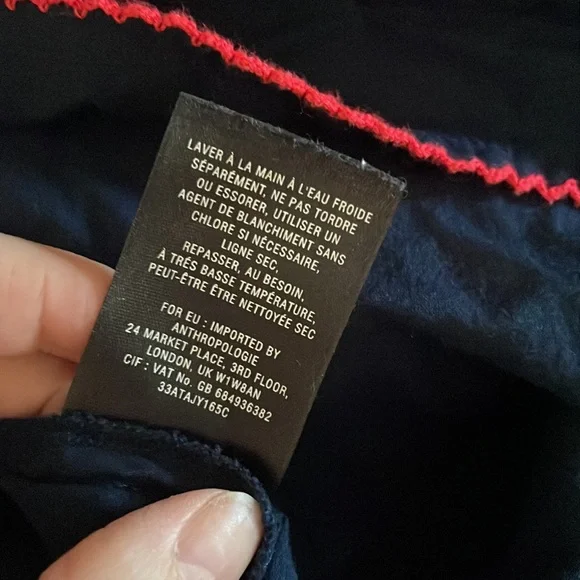 LAVER À LA MAIN À L'EAU FROIDE
SÉPARÉMENT, NE PAS TORDRE
OU ESSORER, UTILISER UN
AGENT DE BLANCHIMENT SANS
CHLORE SI NÉCESSAIRE,
LIGNE SEC,
REPASSER, AU BESOIN,
À TRÉS BASSE TEMPÉRATURE,
PEUT-ÊTRE ÊTRE NETTOYÉE SEC
FOR EU : IMPORTED BY
ANTHROPOLOGIE
24 MARKET PLACE, 3RD FLOOR,
LONDON, UK W1W8AN
CIF : VAT No. GB 684936382
33ATAJY165C